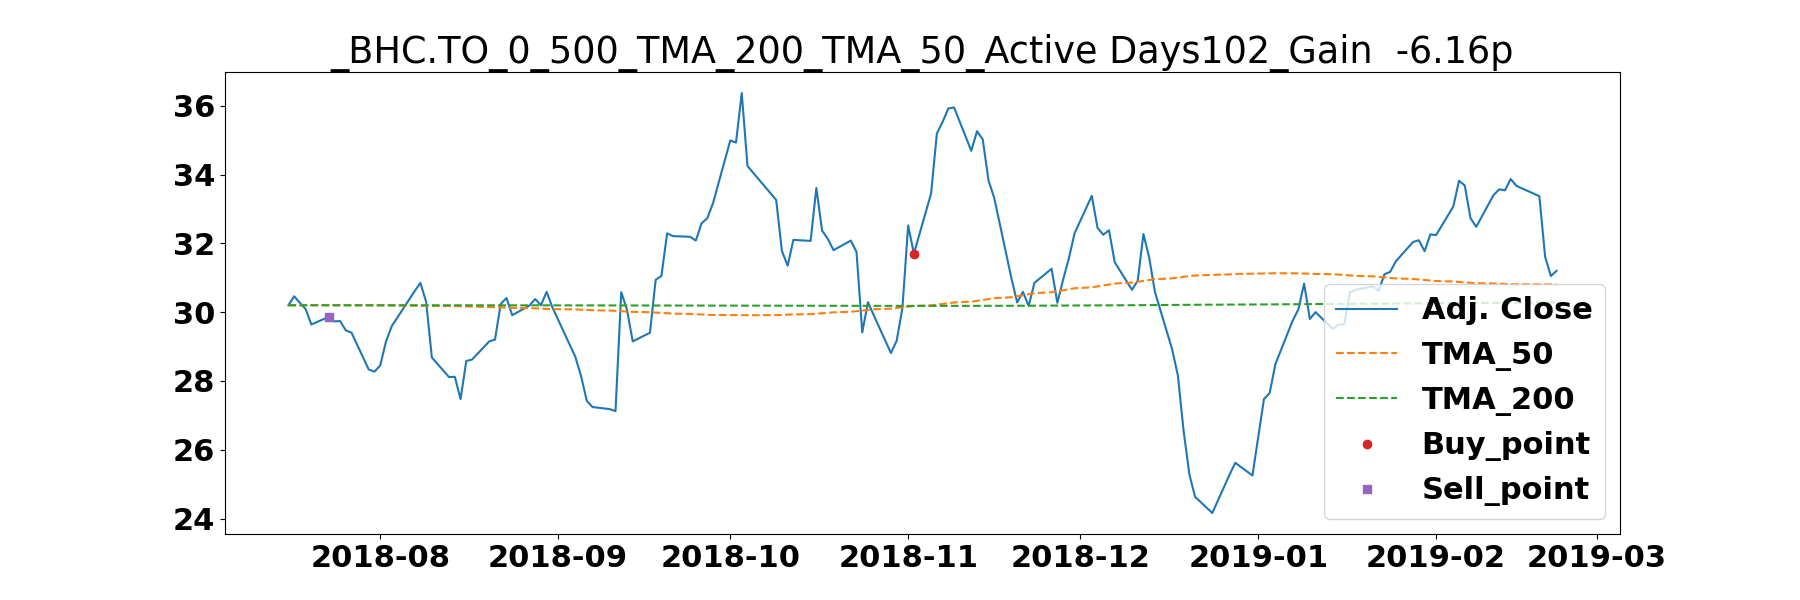 _BHC.TO_0_500_TMA_200_TMA_50_Active Days102_Gain  -6.16p
36
34
32
30
28
26
24
Adj. Close
TMA_50
TMA_200
Buy_point
Sell_point
2018-08 2018-09 2018-10 2018-11 2018-12 2019-01 2019-02 2019-03